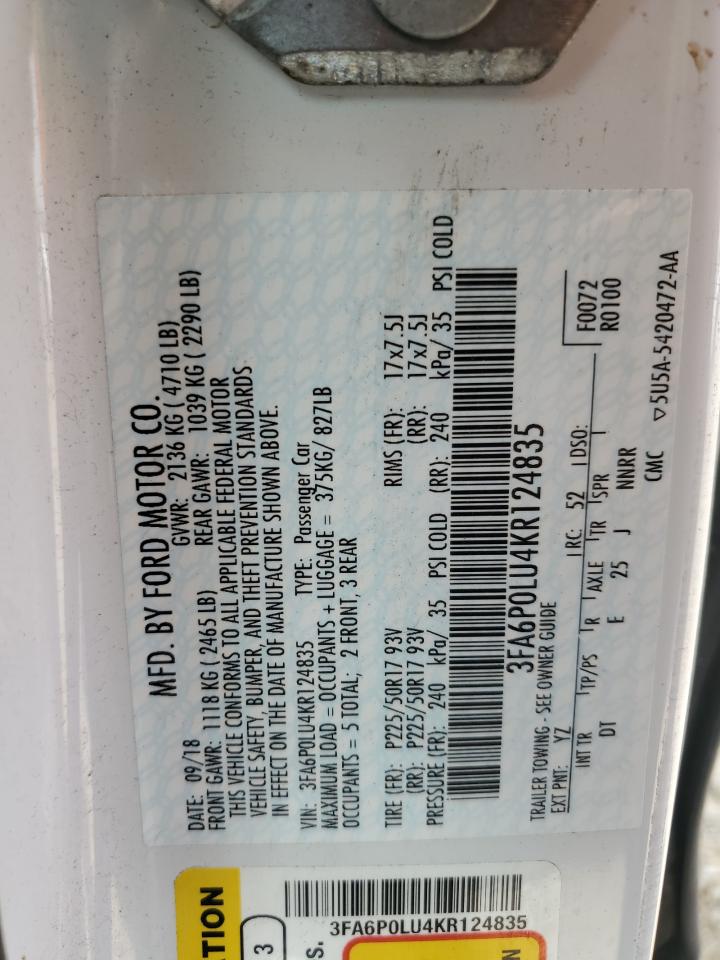 MFD. BY FORD MOTOR CO.
DATE: 09/18 GVWR: 2136 KG ( 4710 LB)
FRONT GAWR: 1118 KG ( 2465 LB) REAR GAWR: 1039 KG ( 2290 LB)
THIS VEHICLE CONFORMS TO ALL APPLICABLE FEDERAL MOTOR
VEHICLE SAFETY, BUMPER, AND THEFT PREVENTION STANDARDS
IN EFFECT ON THE DATE OF MANUFACTURE SHOWN ABOVE.
VIN: 3FA6P0LU4KR124835 TYPE: Passenger Car
MAXIMUM LOAD = OCCUPANTS + LUGGAGE = 375KG/ 827LB
OCCUPANTS = 5 TOTAL; 2 FRONT, 3 REAR
TIRE (FR): P225/50R17 93V RIMS (FR): 17x7.5J
(RR): P225/50R17 93V (RR): 17x7.5J
PRESSURE (FR): 240 kPa/ 35 PSI COLD (RR): 240 kPa/ 35 PSI COLD
3FA6P0LU4KR124835
TRAILER TOWING - SEE OWNER GUIDE
EXT PNT: YZ RC: 52 DSO: F0072
INT TR TP/PS R AXLE TR SPR R0100
DT E 25 J NNRR
CMC ▽5U5A-5420472-AA
TION
3
S.
3FA6P0LU4KR124835
N